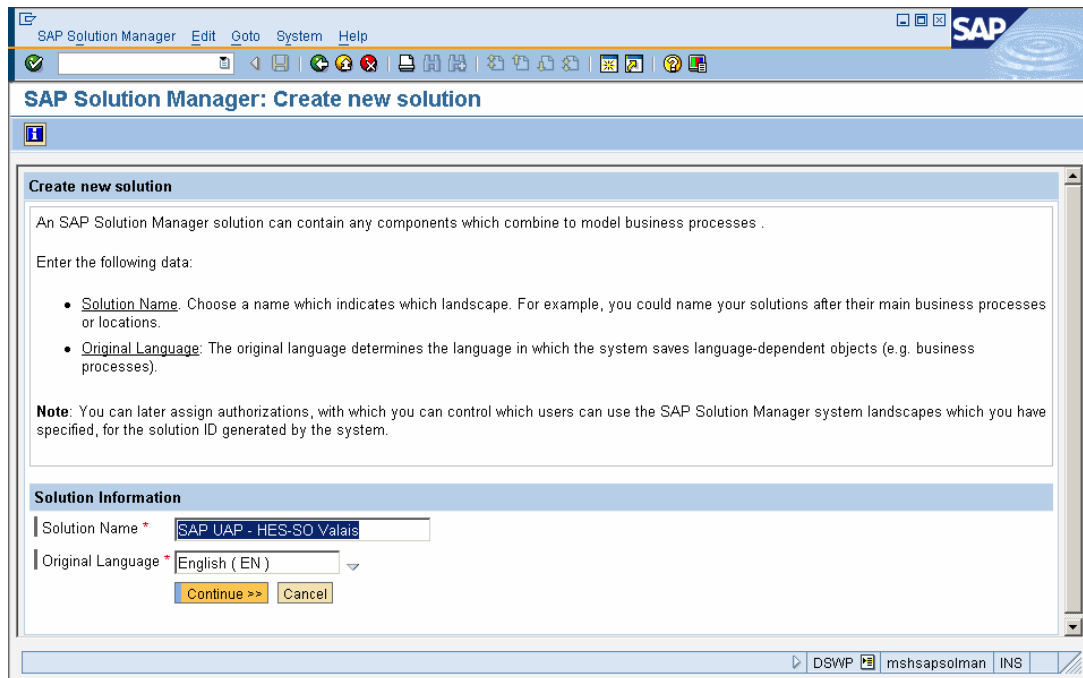 SAP Solution Manager Edit Goto System Help
SAP
SAP Solution Manager: Create new solution
Create new solution
An SAP Solution Manager solution can contain any components which combine to model business processes .
Enter the following data:
• Solution Name. Choose a name which indicates which landscape. For example, you could name your solutions after their main business processes
or locations.
• Original Language: The original language determines the language in which the system saves language-dependent objects (e.g. business
processes).
Note: You can later assign authorizations, with which you can control which users can use the SAP Solution Manager system landscapes which you have
specified, for the solution ID generated by the system.
Solution Information
Solution Name * SAP UAP - HES-SO Valais
Original Language * English ( EN )
Continue >> Cancel
DSWP mshsapsolman INS